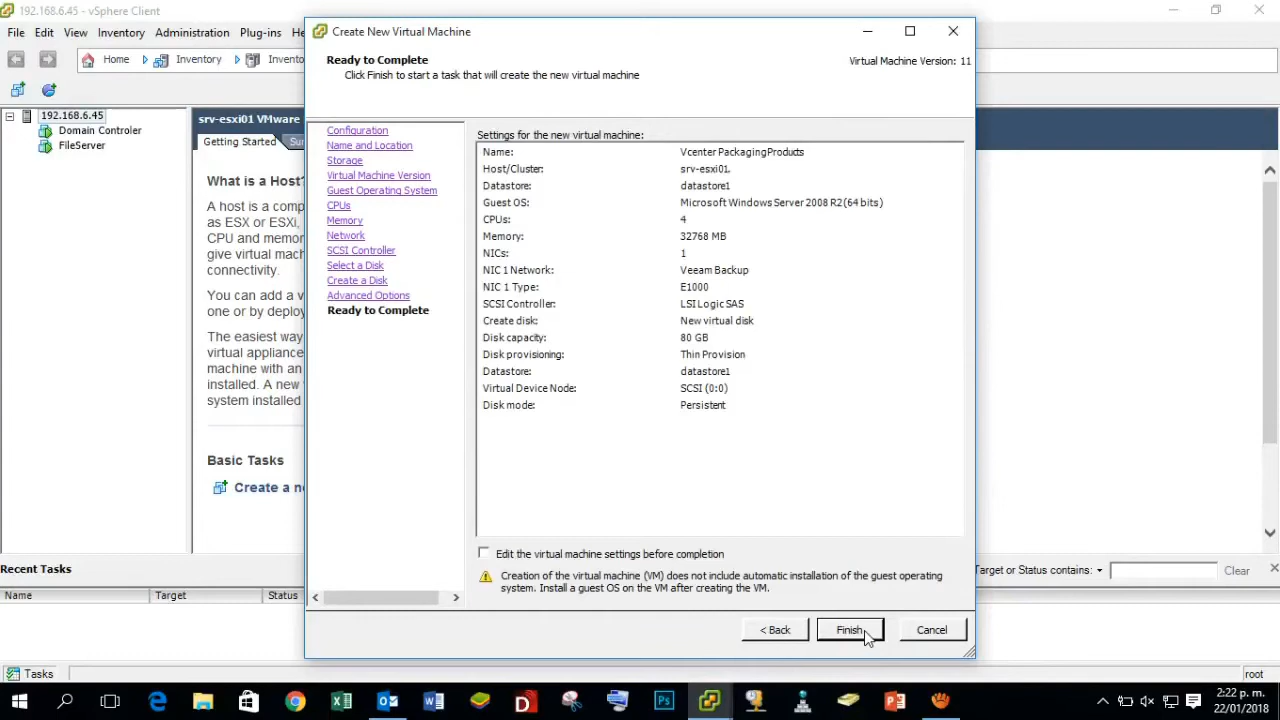 192.168.6.45 - vSphere Client
File Edit View Inventory Administration Plug-ins He
Home Inventory Invento
192.168.6.45
Domain Controler
FileServer
srv-esxi01 VMware
Getting Started Sum
What is a Host?
A host is a comp
as ESX or ESXi,
CPU and memor
give virtual mach
connectivity.
You can add a v
one or by deploy
The easiest way
virtual appliance
machine with an
installed. A new
system installed
Basic Tasks
Create a ne
Create New Virtual Machine
Ready to Complete
Click Finish to start a task that will create the new virtual machine
Virtual Machine Version: 11
Configuration
Name and Location
Storage
Virtual Machine Version
Guest Operating System
CPUs
Memory
Network
SCSI Controller
Select a Disk
Create a Disk
Advanced Options
Ready to Complete
Settings for the new virtual machine:
Name: Vcenter PackagingProducts
Host/Cluster: srv-esxi01.
Datastore: datastore1
Guest OS: Microsoft Windows Server 2008 R2 (64 bits)
CPUs: 4
Memory: 32768 MB
NICs: 1
NIC 1 Network: Veeam Backup
NIC 1 Type: E1000
SCSI Controller: LSI Logic SAS
Create disk: New virtual disk
Disk capacity: 80 GB
Disk provisioning: Thin Provision
Datastore: datastore1
Virtual Device Node: SCSI (0:0)
Disk mode: Persistent
Edit the virtual machine settings before completion
Creation of the virtual machine (VM) does not include automatic installation of the guest operating
system. Install a guest OS on the VM after creating the VM.
< Back Finish Cancel
Recent Tasks
Target or Status contains: Clear
Name Target Status
Tasks
root
2:22 p. m.
22/01/2018